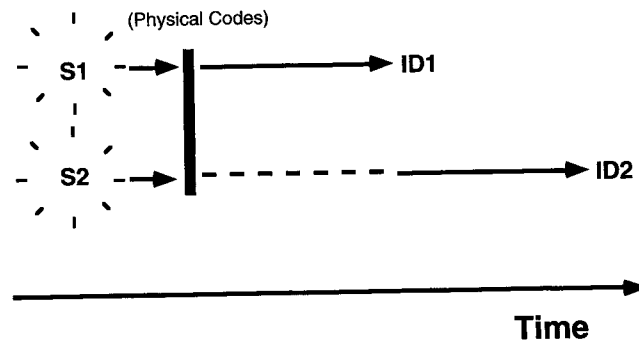 (Physical Codes)
S1
ID1
S2
ID2
Time